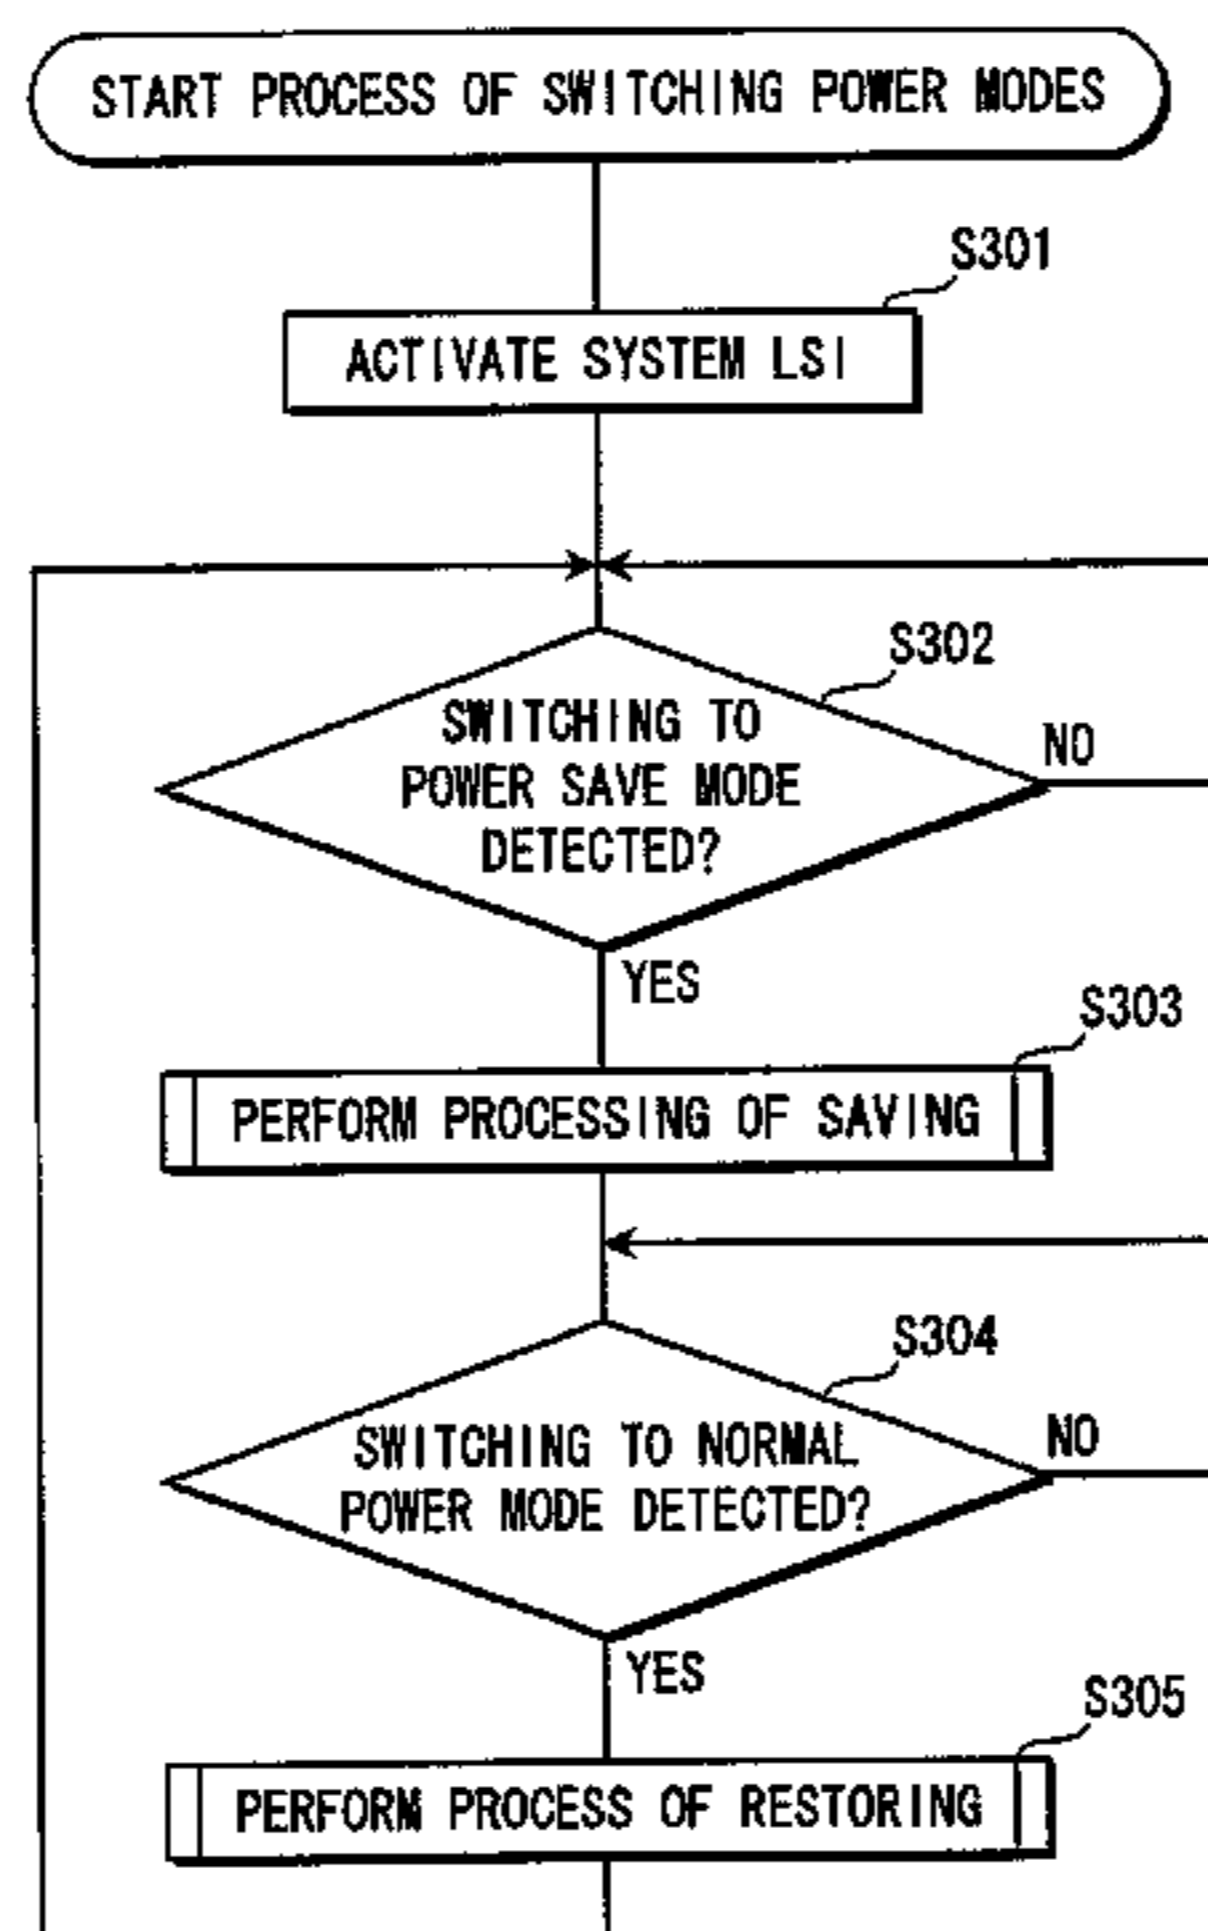 START PROCESS OF SWITCHING POWER MODES
S301
ACTIVATE SYSTEM LSI
S302
SWITCHING TO
POWER SAVE MODE
DETECTED?
NO
YES
S303
PERFORM PROCESSING OF SAVING
S304
SWITCHING TO NORMAL
POWER MODE DETECTED?
NO
YES
S305
PERFORM PROCESS OF RESTORING